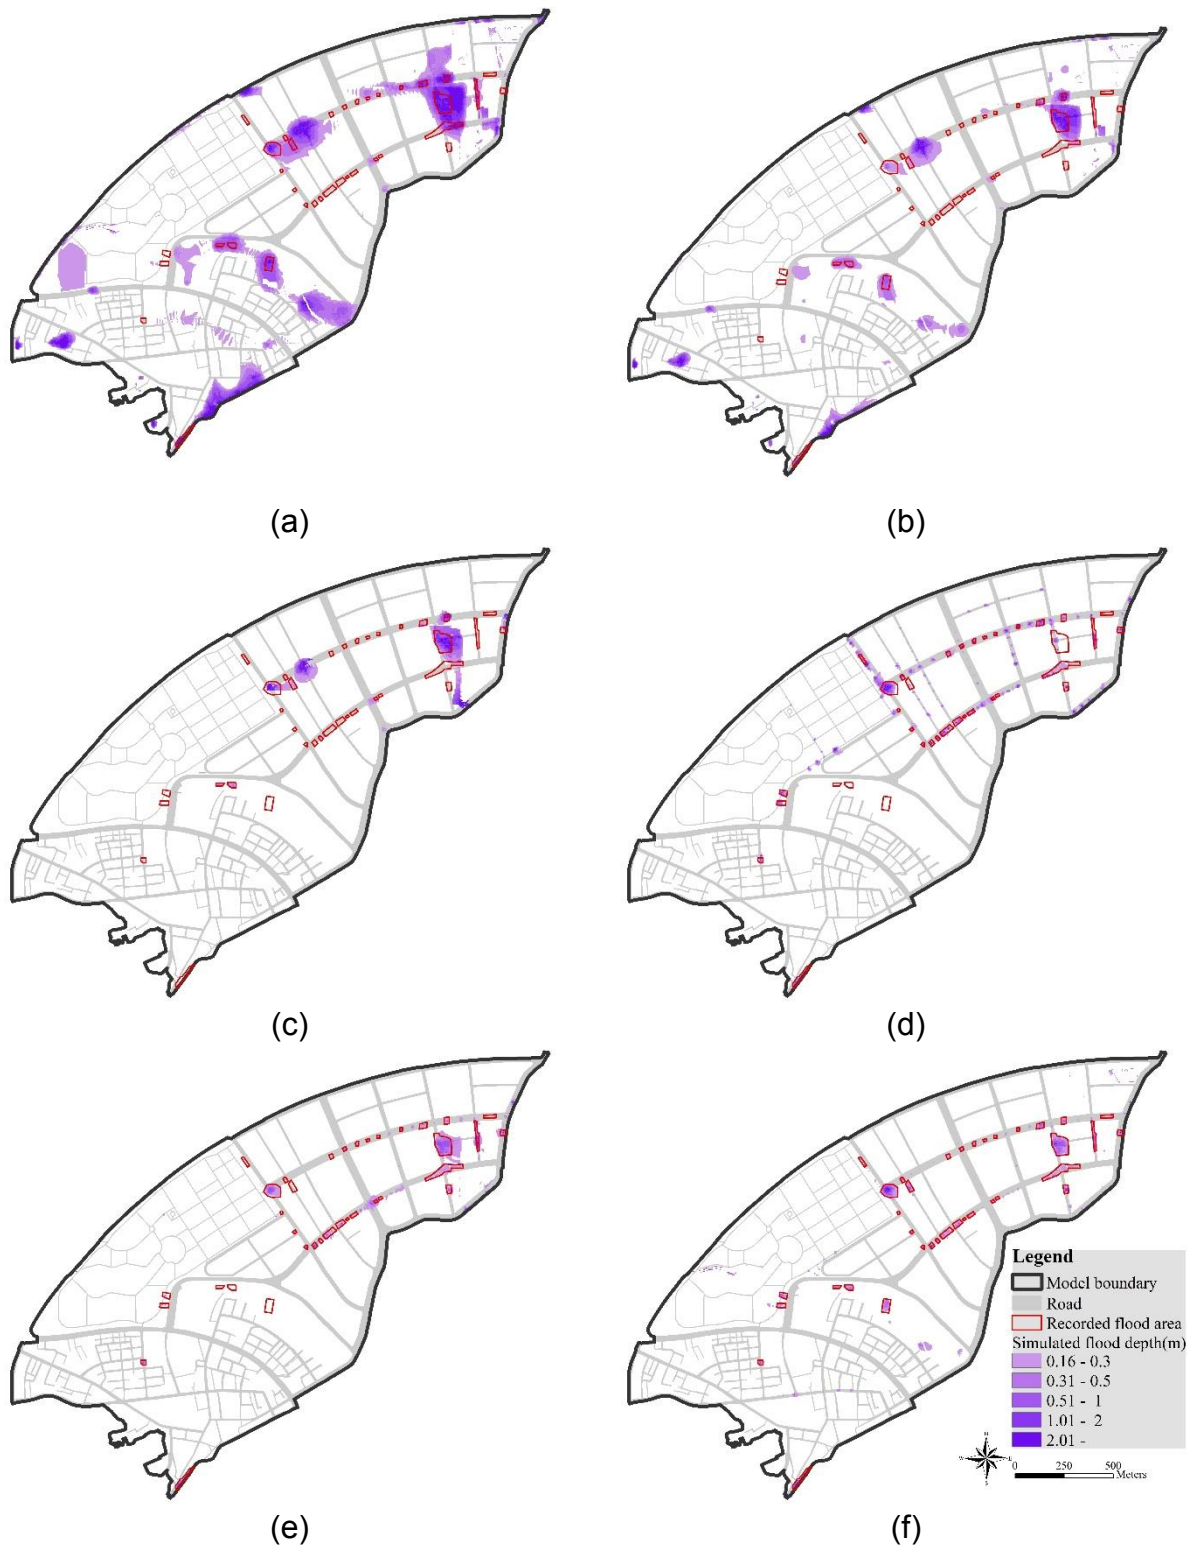 (a)
(b)
(c)
(d)
Legend
Model boundary
Road
Recorded flood area
Simulated flood depth(m)
0.16 - 0.3
0.31 - 0.5
0.51 - 1
1.01 - 2
2.01 -
N
W
E
S
0 250 500
Meters
(e)
(f)